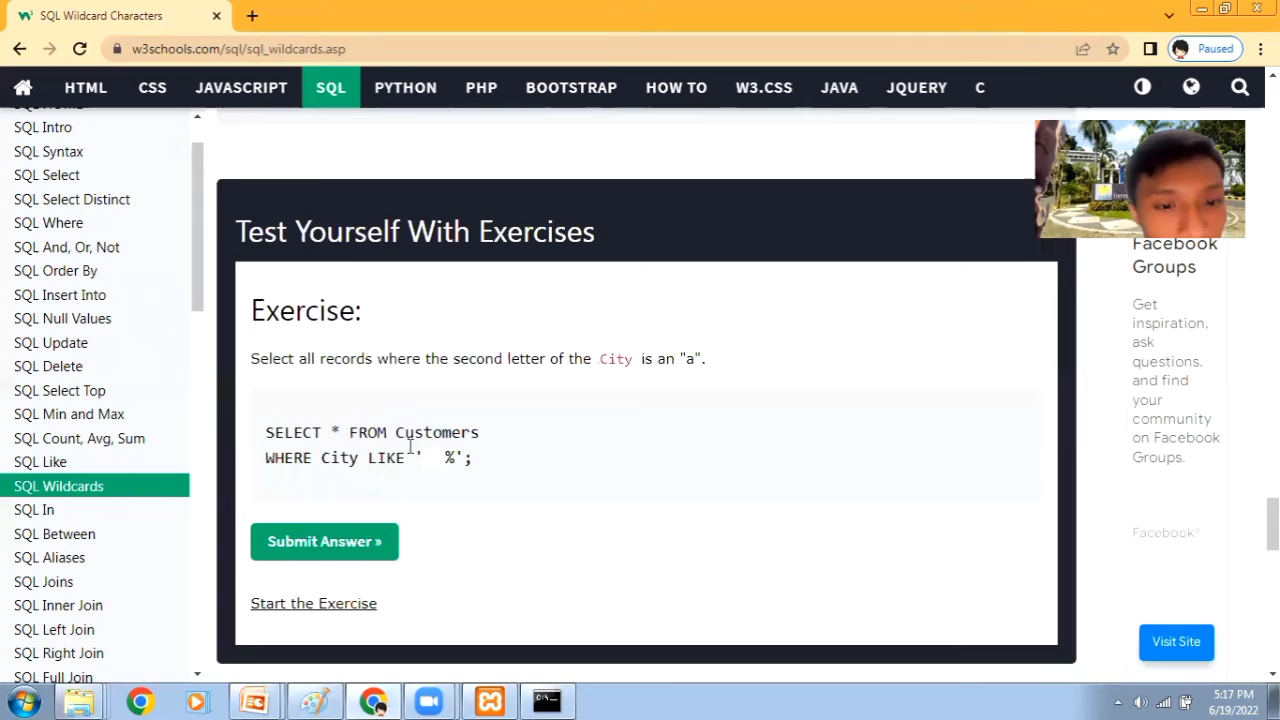 SQL Wildcard Characters
w3schools.com/sql/sql_wildcards.asp
Paused
HTML CSS JAVASCRIPT SQL PYTHON PHP BOOTSTRAP HOW TO W3.CSS JAVA JQUERY C
SQL Intro
SQL Syntax
SQL Select
SQL Select Distinct
SQL Where
SQL And, Or, Not
SQL Order By
SQL Insert Into
SQL Null Values
SQL Update
SQL Delete
SQL Select Top
SQL Min and Max
SQL Count, Avg, Sum
SQL Like
SQL Wildcards
SQL In
SQL Between
SQL Aliases
SQL Joins
SQL Inner Join
SQL Left Join
SQL Right Join
SQL Full Join
Test Yourself With Exercises
Exercise:
Select all records where the second letter of the City is an "a".
SELECT * FROM Customers
WHERE City LIKE '   %';
Submit Answer »
Start the Exercise
Facebook
Groups
Get
inspiration,
ask
questions,
and find
your
community
on Facebook
Groups.
Facebook®
Visit Site
5:17 PM
6/19/2022